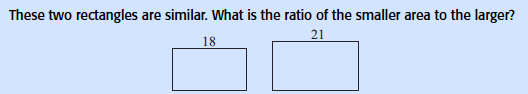 These two rectangles are similar. What is the ratio of the smaller area to the larger?
18
21